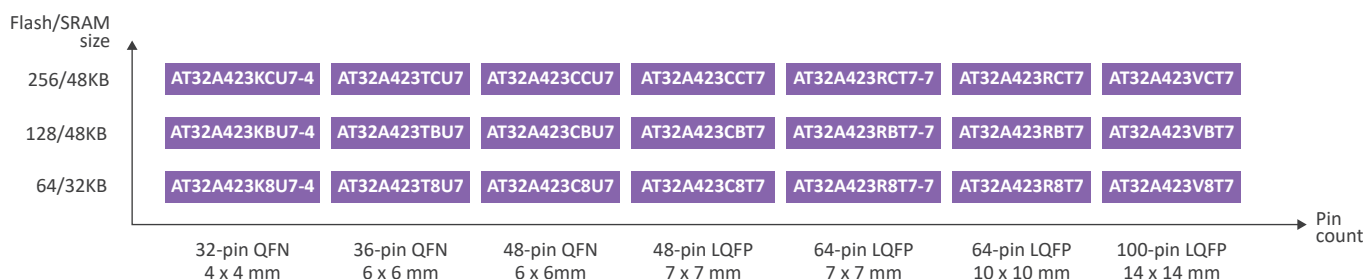 Flash/SRAM
size
256/48KB AT32A423KCU7-4 AT32A423TCU7 AT32A423CCU7 AT32A423CCT7 AT32A423RCT7-7 AT32A423RCT7 AT32A423VCT7
128/48KB AT32A423KBU7-4 AT32A423TBU7 AT32A423CBU7 AT32A423CBT7 AT32A423RBT7-7 AT32A423RBT7 AT32A423VBT7
64/32KB AT32A423K8U7-4 AT32A423T8U7 AT32A423C8U7 AT32A423C8T7 AT32A423R8T7-7 AT32A423R8T7 AT32A423V8T7
Pin
count
32-pin QFN 36-pin QFN 48-pin QFN 48-pin LQFP 64-pin LQFP 64-pin LQFP 100-pin LQFP
4 x 4 mm 6 x 6 mm 6 x 6mm 7 x 7 mm 7 x 7 mm 10 x 10 mm 14 x 14 mm